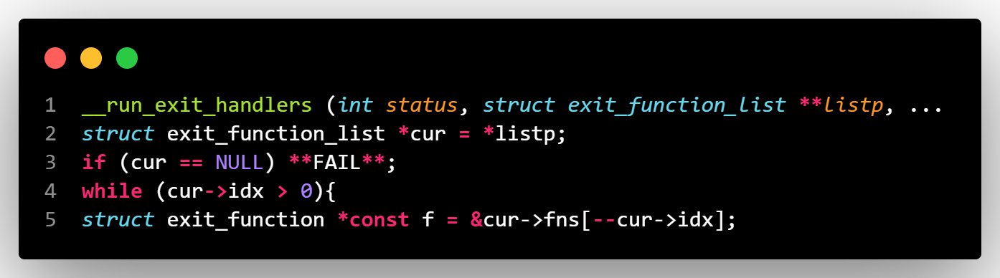 1 __run_exit_handlers (int status, struct exit_function_list **listp, ...
2 struct exit_function_list *cur = *listp;
3 if (cur == NULL) **FAIL**;
4 while (cur->idx > 0){
5 struct exit_function *const f = &cur->fns[--cur->idx];